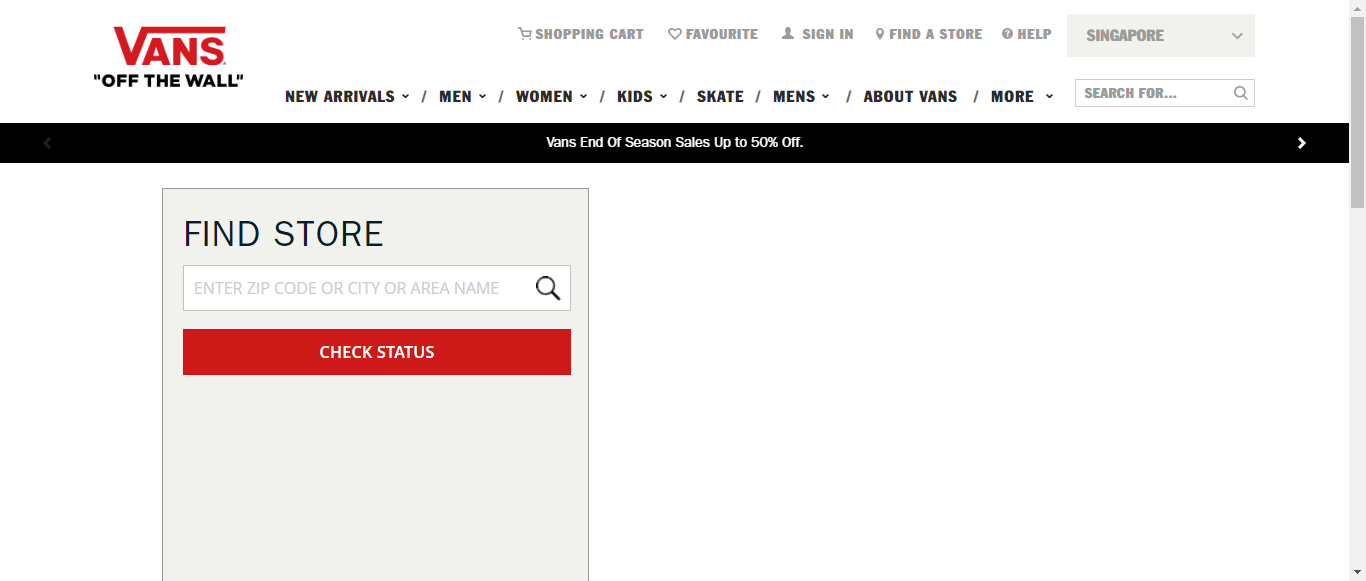 VANS
"OFF THE WALL"
SHOPPING CART FAVOURITE SIGN IN FIND A STORE HELP SINGAPORE
NEW ARRIVALS / MEN / WOMEN / KIDS / SKATE / MENS / ABOUT VANS / MORE SEARCH FOR...
Vans End Of Season Sales Up to 50% Off.
FIND STORE
ENTER ZIP CODE OR CITY OR AREA NAME
CHECK STATUS